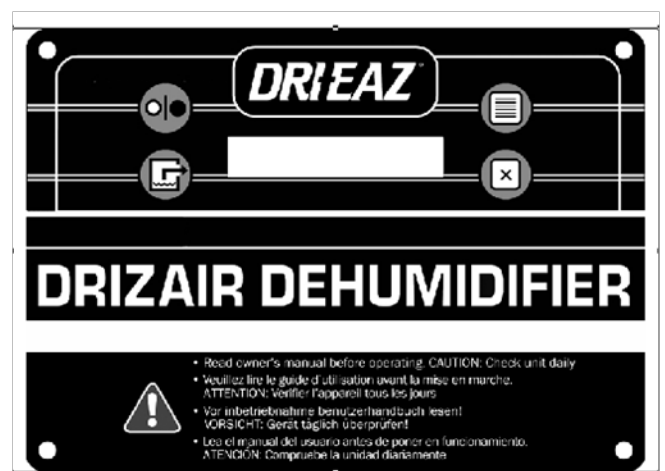 DRI-EAZ
DRIZAIR DEHUMIDIFIER
• Read owner's manual before operating. CAUTION: Check unit daily
• Veuillez lire le guide d'utilisation avant la mise en marche.
ATTENTION: Vérifier l'appareil tous les jours
• Vor inbetriebnahme benutzerhandbuch lesen!
VORSICHT: Gerät täglich überprüfen!
• Lea el manual del usuario antes de poner en funcionamiento.
ATENCIÓN: Compruebe la unidad diariamente